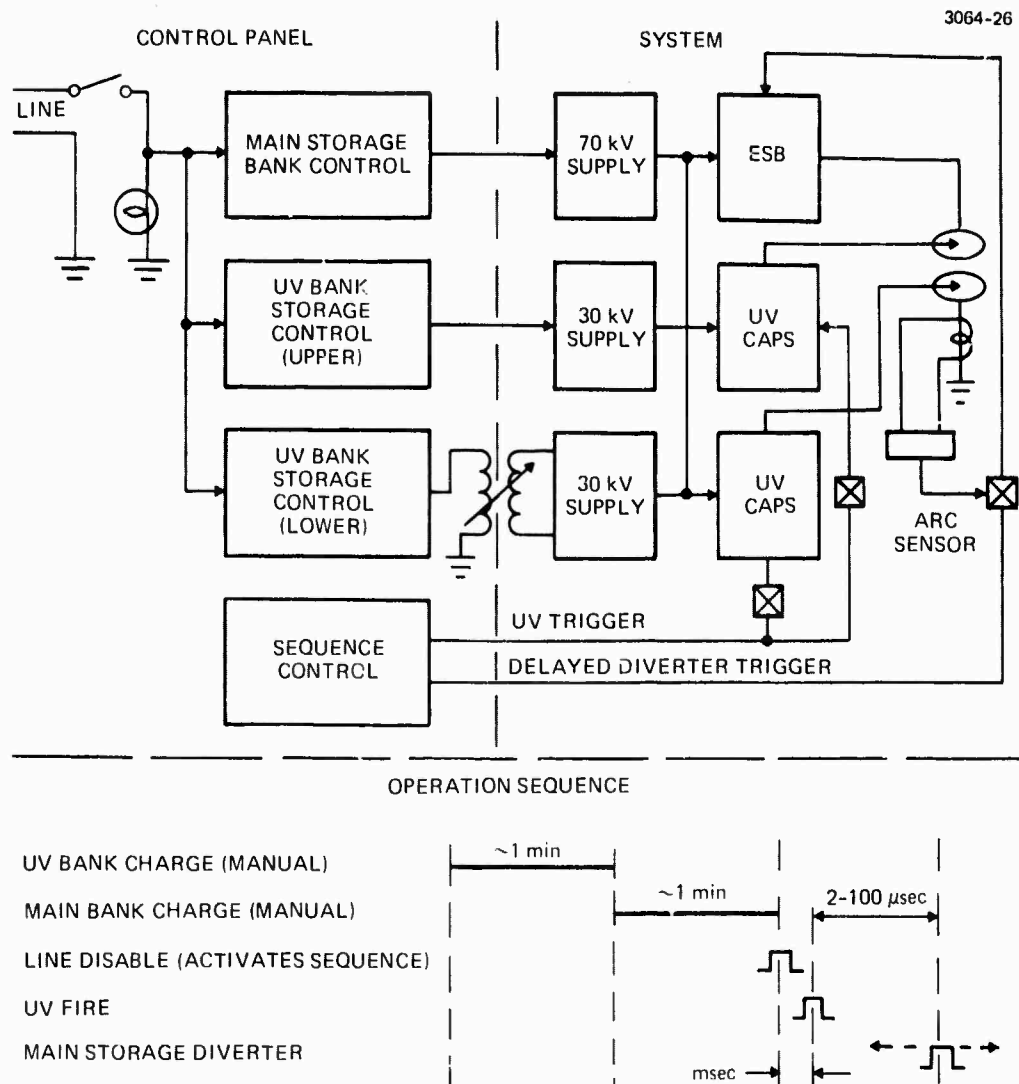 3064-26
CONTROL PANEL
SYSTEM
LINE
MAIN STORAGE
BANK CONTROL
70 kV
SUPPLY
ESB
UV BANK
STORAGE
CONTROL
(UPPER)
30 kV
SUPPLY
UV
CAPS
UV BANK
STORAGE
CONTROL
(LOWER)
30 kV
SUPPLY
UV
CAPS
ARC
SENSOR
SEQUENCE
CONTROL
UV TRIGGER
DELAYED DIVERTER TRIGGER
OPERATION SEQUENCE
UV BANK CHARGE (MANUAL)
~1 min
MAIN BANK CHARGE (MANUAL)
~1 min
2-100 μsec
LINE DISABLE (ACTIVATES SEQUENCE)
UV FIRE
MAIN STORAGE DIVERTER
msec